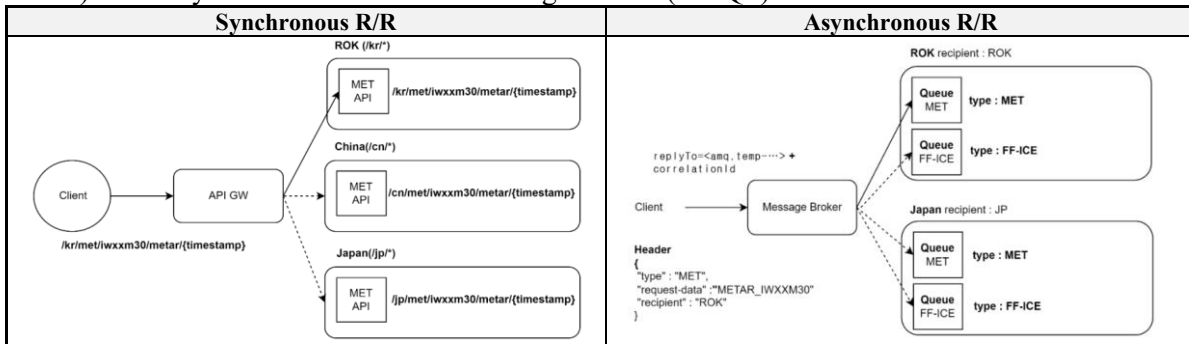 Synchronous R/R
ROK (/kr/*)
MET
API
/kr/met/iwxxm30/metar/{timestamp}
China(/cn/*)
MET
API
/cn/met/iwxxm30/metar/{timestamp}
Client
API GW
/kr/met/iwxxm30/metar/{timestamp}
Japan(/jp/*)
MET
API
/jp/met/iwxxm30/metar/{timestamp}
Asynchronous R/R
ROK recipient : ROK
Queue
MET
type : MET
Queue
FF-ICE
type : FF-ICE
replyTo=<amq.temp-···> +
correlationId
Client
Message Broker
Japan recipient : JP
Queue
MET
type : MET
Queue
FF-ICE
type : FF-ICE
Header
{
"type" : "MET",
"request-data" :"METAR_IWXXM30"
"recipient" : "ROK"
}